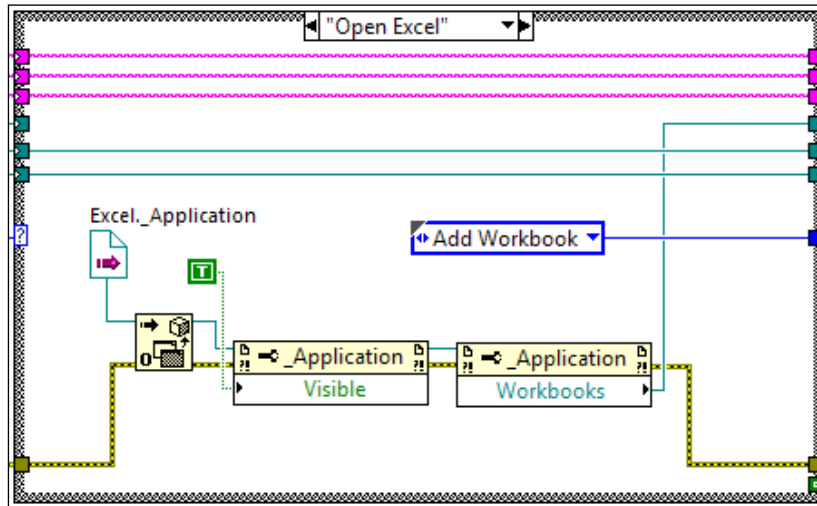 "Open Excel"
?
Excel._Application
Add Workbook
T
_Application
Visible
_Application
Workbooks